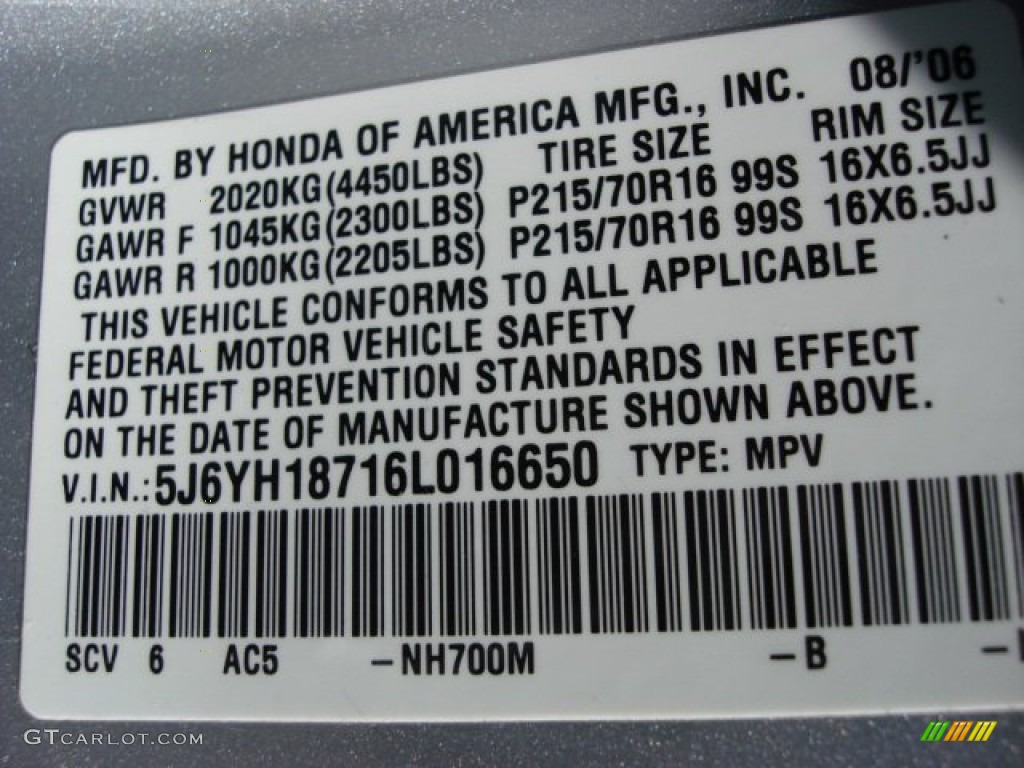 MFD. BY HONDA OF AMERICA MFG., INC. 08/'06
GVWR 2020KG(4450LBS) TIRE SIZE RIM SIZE
GAWR F 1045KG(2300LBS) P215/70R16 99S 16X6.5JJ
GAWR R 1000KG(2205LBS) P215/70R16 99S 16X6.5JJ
THIS VEHICLE CONFORMS TO ALL APPLICABLE
FEDERAL MOTOR VEHICLE SAFETY
AND THEFT PREVENTION STANDARDS IN EFFECT
ON THE DATE OF MANUFACTURE SHOWN ABOVE.
V.I.N.: 5J6YH18716L016650 TYPE: MPV
SCV 6 AC5 –NH700M –B –
GTCARLOT.COM